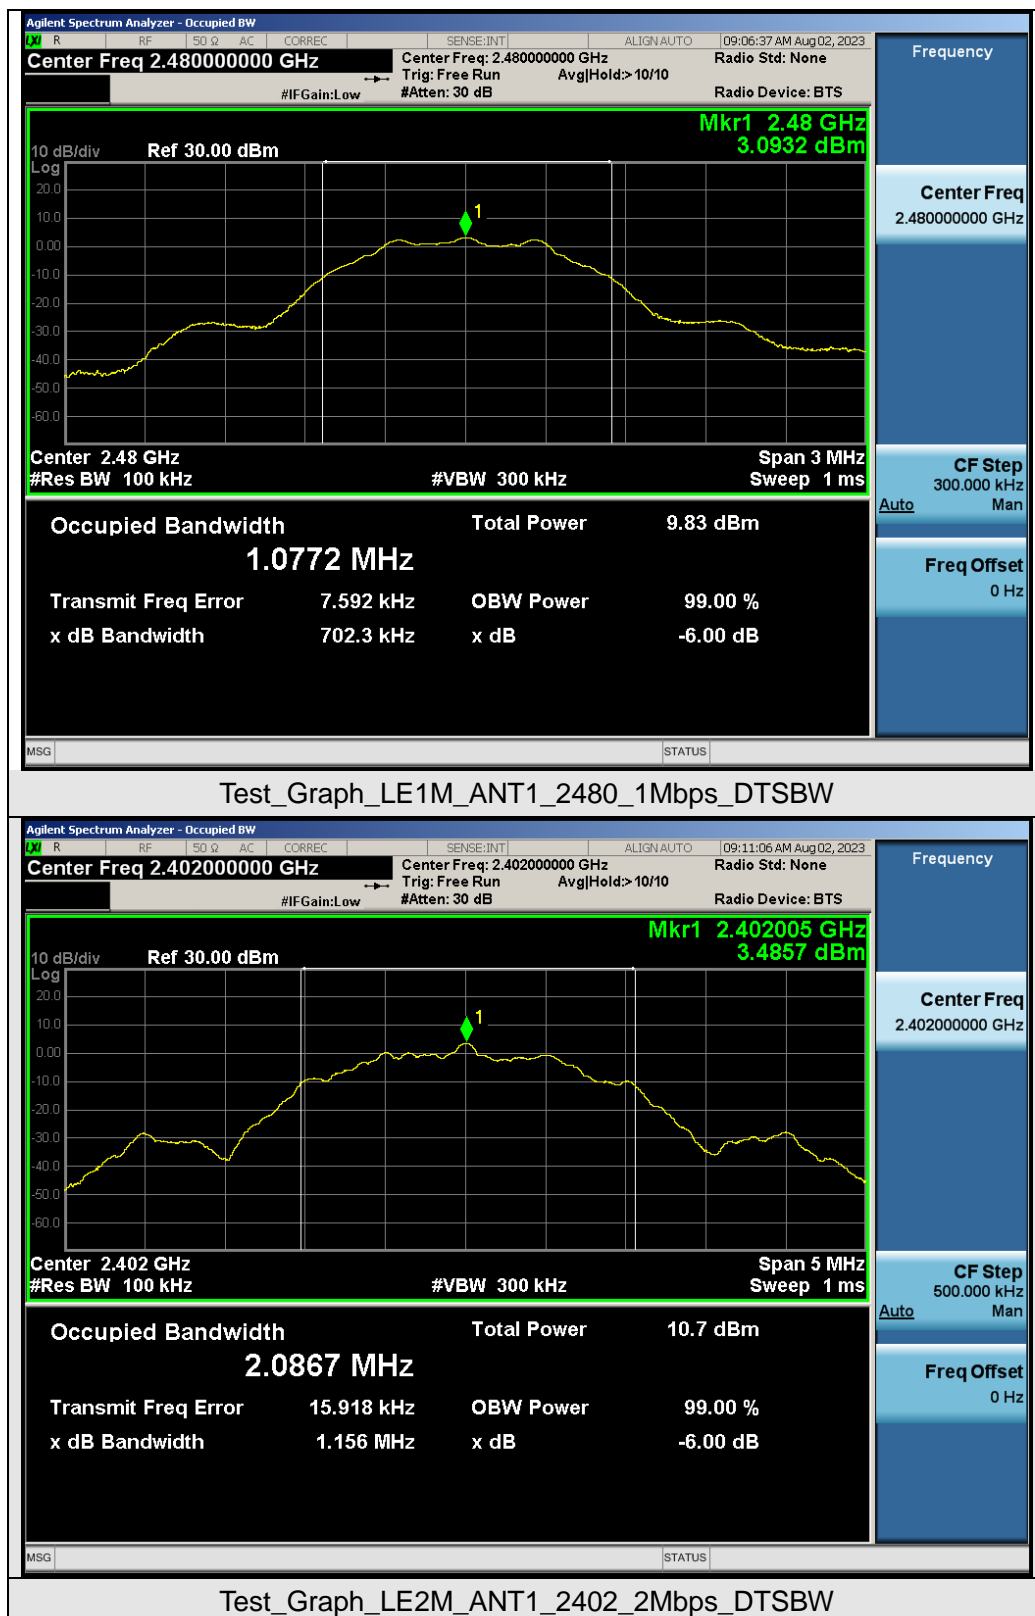 Agilent Spectrum Analyzer - Occupied BW
LXI R RF 50 Ω AC CORREC SENSE:INT ALIGN AUTO 09:06:37 AM Aug 02, 2023
Center Freq 2.480000000 GHz Center Freq: 2.480000000 GHz Radio Std: None Frequency
Trig: Free Run Avg|Hold:>10/10
#IFGain:Low #Atten: 30 dB Radio Device: BTS
Mkr1 2.48 GHz
10 dB/div Ref 30.00 dBm 3.0932 dBm
Log
20.0
10.0
1
0.00
-10.0
-20.0
-30.0
-40.0
-50.0
-60.0
Center Freq
2.480000000 GHz
Center 2.48 GHz Span 3 MHz
#Res BW 100 kHz #VBW 300 kHz Sweep 1 ms
CF Step
300.000 kHz
Auto Man
Occupied Bandwidth Total Power 9.83 dBm
1.0772 MHz
Freq Offset
0 Hz
Transmit Freq Error 7.592 kHz OBW Power 99.00 %
x dB Bandwidth 702.3 kHz x dB -6.00 dB
MSG STATUS
Test_Graph_LE1M_ANT1_2480_1Mbps_DTSBW
Agilent Spectrum Analyzer - Occupied BW
LXI R RF 50 Ω AC CORREC SENSE:INT ALIGN AUTO 09:11:06 AM Aug 02, 2023
Center Freq 2.402000000 GHz Center Freq: 2.402000000 GHz Radio Std: None Frequency
Trig: Free Run Avg|Hold:>10/10
#IFGain:Low #Atten: 30 dB Radio Device: BTS
Mkr1 2.402005 GHz
10 dB/div Ref 30.00 dBm 3.4857 dBm
Log
20.0
10.0
1
0.00
-10.0
-20.0
-30.0
-40.0
-50.0
-60.0
Center Freq
2.402000000 GHz
Center 2.402 GHz Span 5 MHz
#Res BW 100 kHz #VBW 300 kHz Sweep 1 ms
CF Step
500.000 kHz
Auto Man
Occupied Bandwidth Total Power 10.7 dBm
2.0867 MHz
Freq Offset
0 Hz
Transmit Freq Error 15.918 kHz OBW Power 99.00 %
x dB Bandwidth 1.156 MHz x dB -6.00 dB
MSG STATUS
Test_Graph_LE2M_ANT1_2402_2Mbps_DTSBW